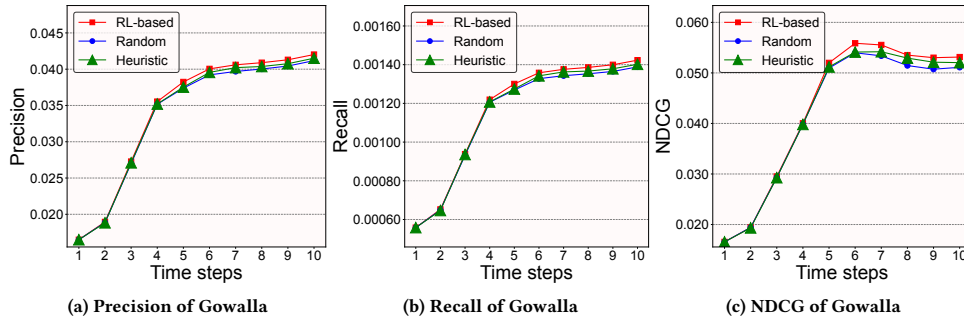 RL-based
Random
Heuristic
0.045
0.040
0.035
0.030
0.025
0.020
Precision
1 2 3 4 5 6 7 8 9 10
Time steps
(a) Precision of Gowalla
RL-based
Random
Heuristic
0.00160
0.00140
0.00120
0.00100
0.00080
0.00060
Recall
1 2 3 4 5 6 7 8 9 10
Time steps
(b) Recall of Gowalla
RL-based
Random
Heuristic
0.060
0.050
0.040
0.030
0.020
NDCG
1 2 3 4 5 6 7 8 9 10
Time steps
(c) NDCG of Gowalla